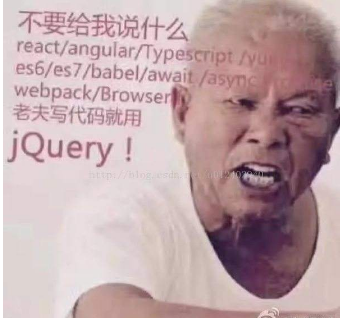 不要给我说什么
react/angular/Typescript
es6/es7/babel/await /async
webpack/Browser
老夫写代码就用
jQuery！